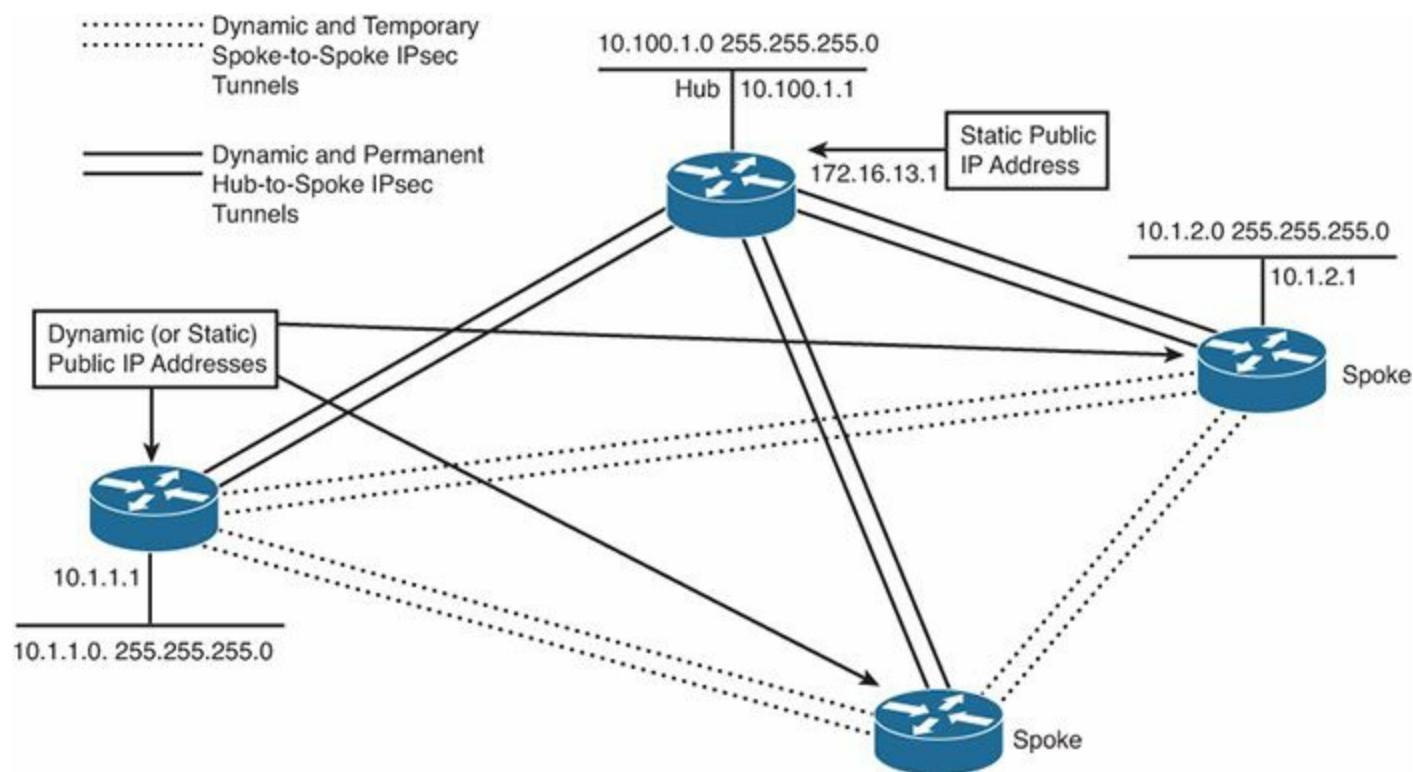 Dynamic and Temporary
Spoke-to-Spoke IPsec
Tunnels
10.100.1.0 255.255.255.0
Hub
10.100.1.1
Dynamic and Permanent
Hub-to-Spoke IPsec
Tunnels
Static Public
IP Address
172.16.13.1
10.1.2.0 255.255.255.0
10.1.2.1
Dynamic (or Static)
Public IP Addresses
Spoke
10.1.1.1
10.1.1.0. 255.255.255.0
Spoke